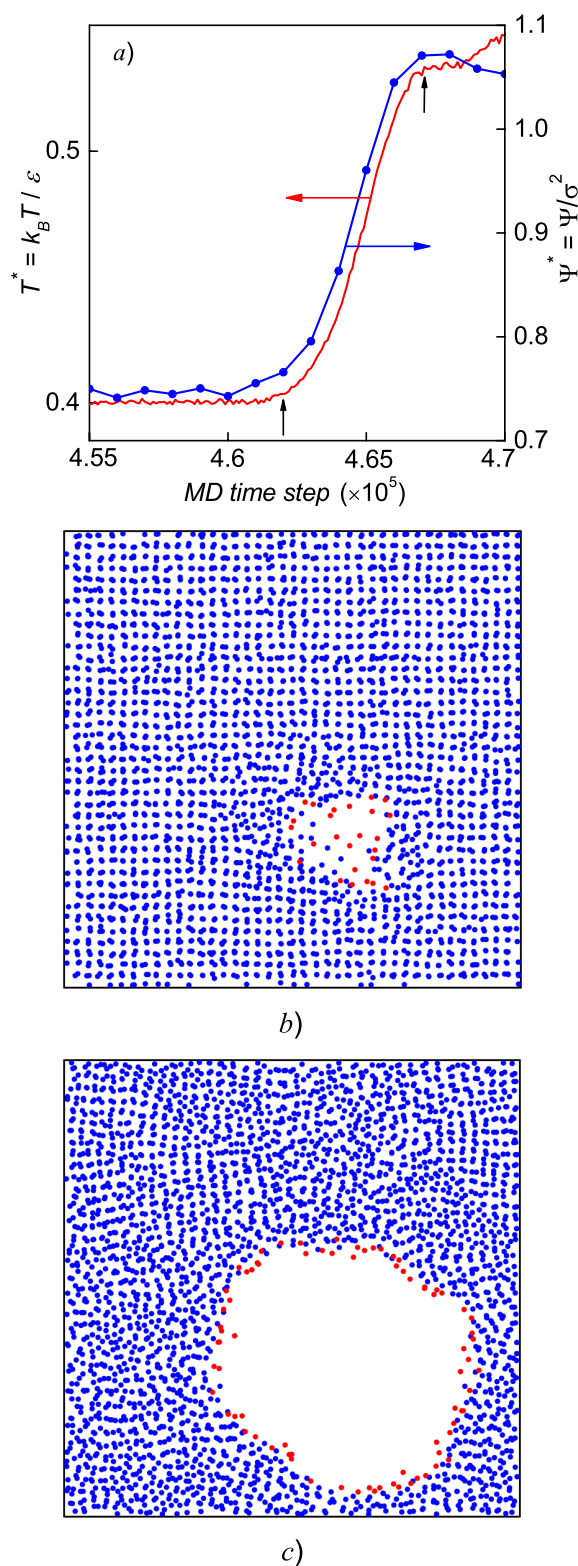 a)
T* = k_B T / ε
0.5
0.4
1.1
1.0
0.9
0.8
0.7
Ψ* = Ψ/σ²
4.55 4.6 4.65 4.7
MD time step (×10⁵)
b)
c)